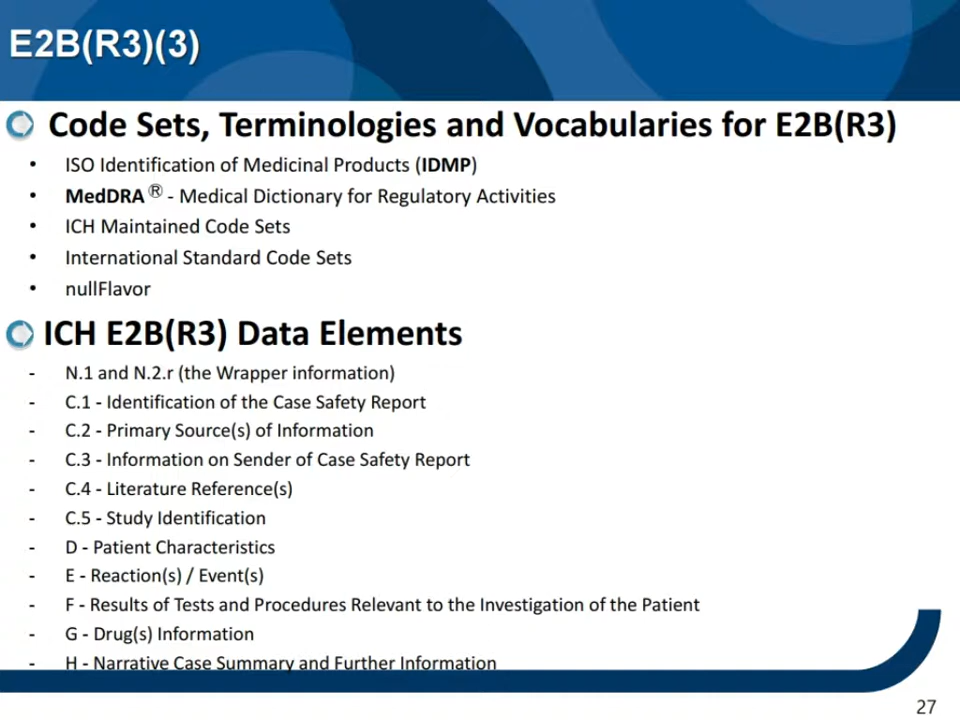 E2B(R3)(3)
Code Sets, Terminologies and Vocabularies for E2B(R3)
• ISO Identification of Medicinal Products (IDMP)
• MedDRA ® - Medical Dictionary for Regulatory Activities
• ICH Maintained Code Sets
• International Standard Code Sets
• nullFlavor
ICH E2B(R3) Data Elements
- N.1 and N.2.r (the Wrapper information)
- C.1 - Identification of the Case Safety Report
- C.2 - Primary Source(s) of Information
- C.3 - Information on Sender of Case Safety Report
- C.4 - Literature Reference(s)
- C.5 - Study Identification
- D - Patient Characteristics
- E - Reaction(s) / Event(s)
- F - Results of Tests and Procedures Relevant to the Investigation of the Patient
- G - Drug(s) Information
- H - Narrative Case Summary and Further Information
27